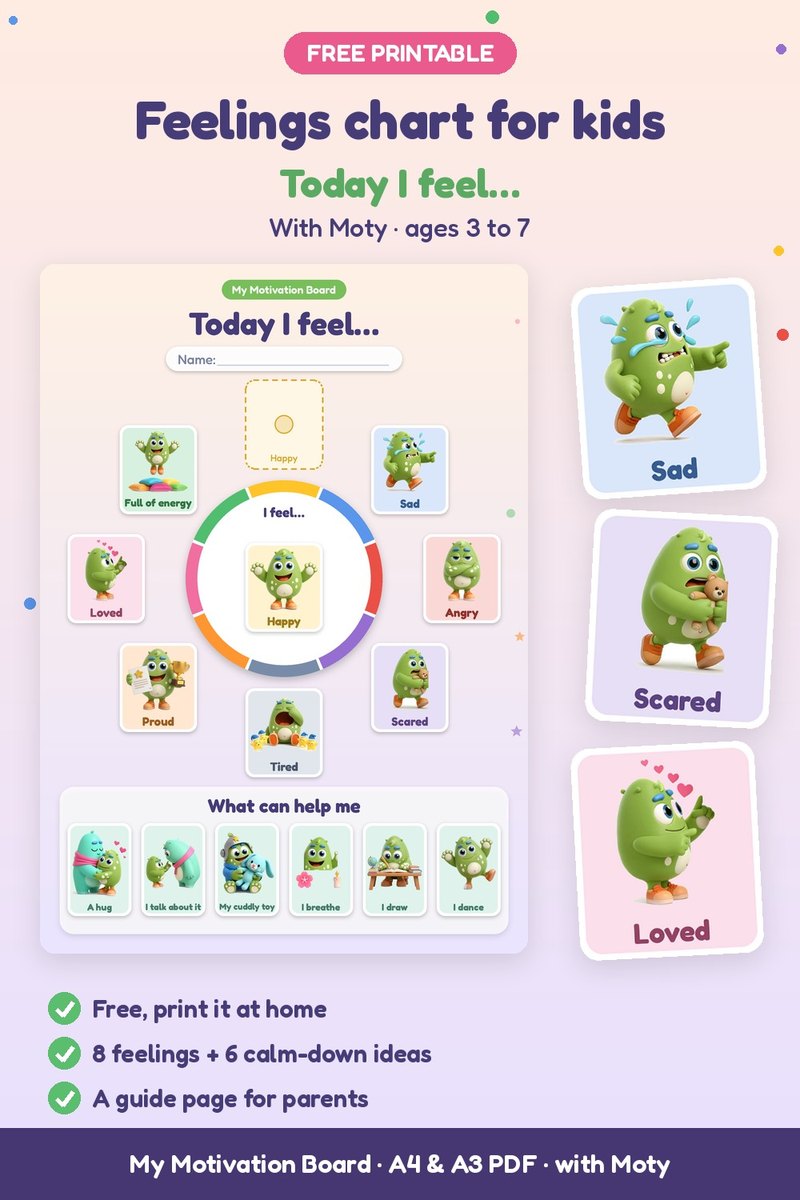 FREE PRINTABLE
Feelings chart for kids
Today I feel...
With Moty · ages 3 to 7
My Motivation Board
Today I feel...
Name:
Happy
Full of energy
Sad
I feel...
Loved
Happy
Angry
Proud
Scared
Tired
What can help me
A hug
I talk about it
My cuddly toy
I breathe
I draw
I dance
Sad
Scared
Loved
Free, print it at home
8 feelings + 6 calm-down ideas
A guide page for parents
My Motivation Board · A4 & A3 PDF · with Moty